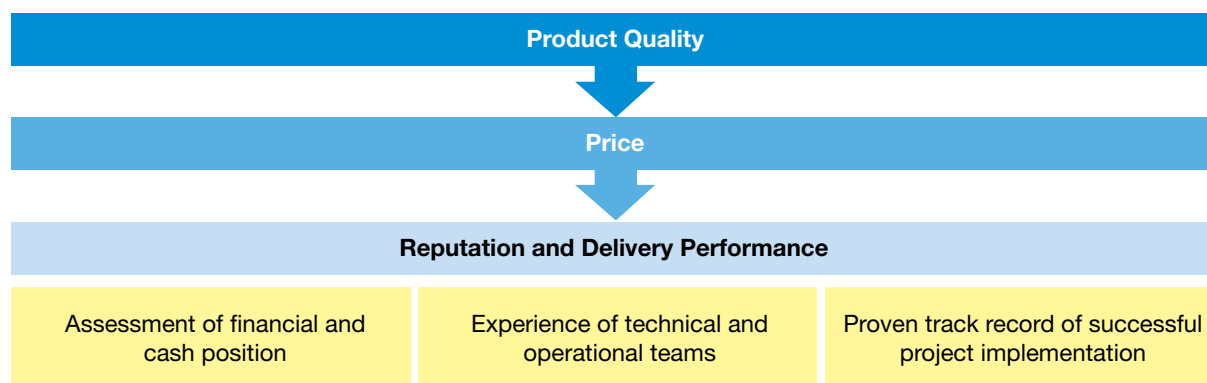 Product Quality
Price
Reputation and Delivery Performance
Assessment of financial and
cash position
Experience of technical and
operational teams
Proven track record of successful
project implementation